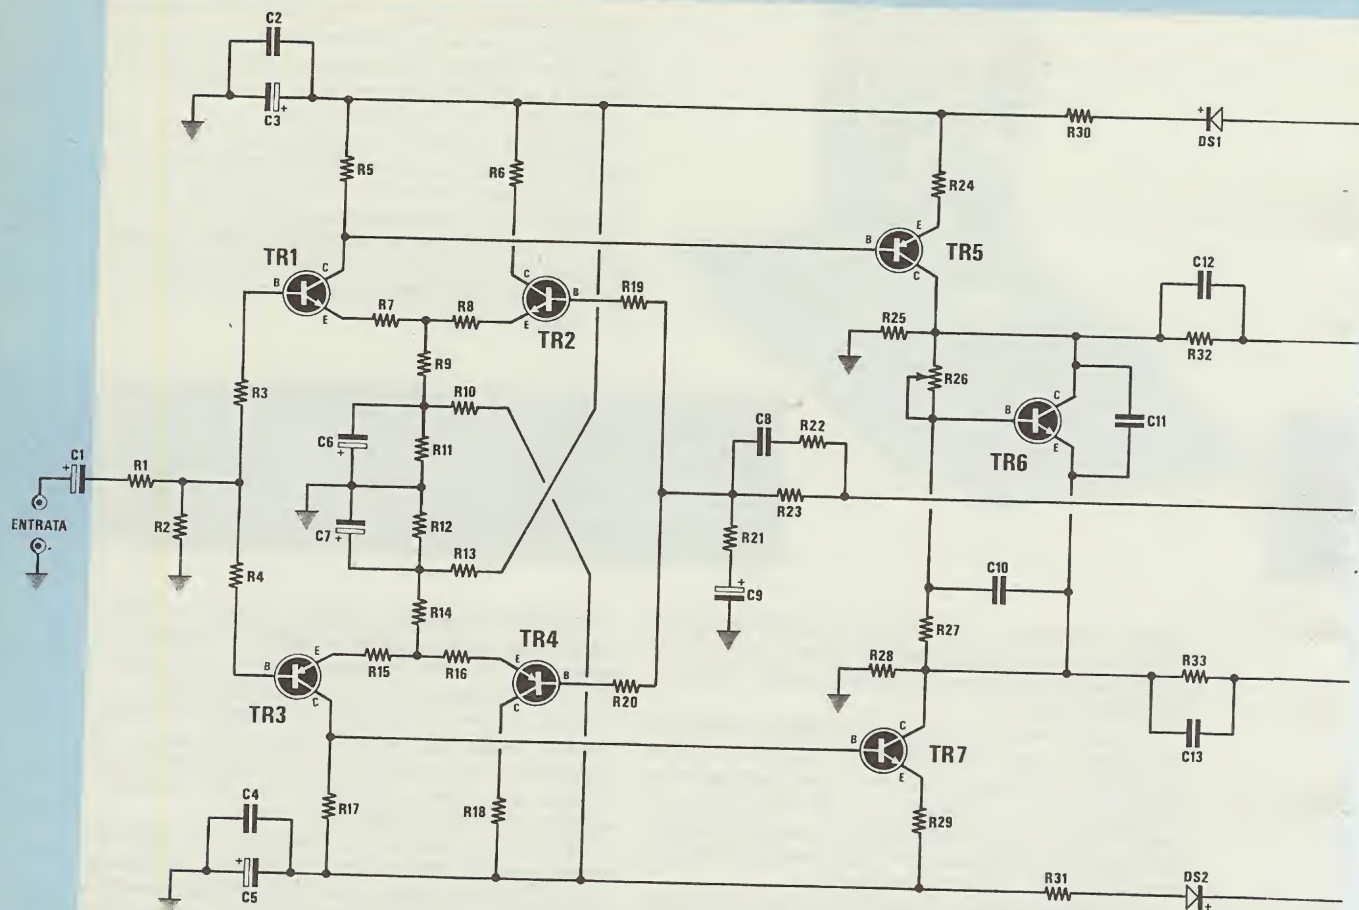 C2
C3
+
R5
R6
R30
+
DS1
R24
TR1
B
C
E
R7
R8
C
E
B
TR2
R19
B
E
C
TR5
C12
R25
R32
R9
R26
R3
R10
C6
+
R11
C8
R22
B
C
E
TR6
C11
C1
+
R1
R2
ENTRATA
R23
C7
+
R12
R13
R21
+
C9
C10
R4
R14
R27
R28
R33
C13
TR4
B
E
C
TR3
R15
R16
E
C
B
R20
B
C
E
TR7
R17
R18
R29
C4
+
C5
R31
DS2
+